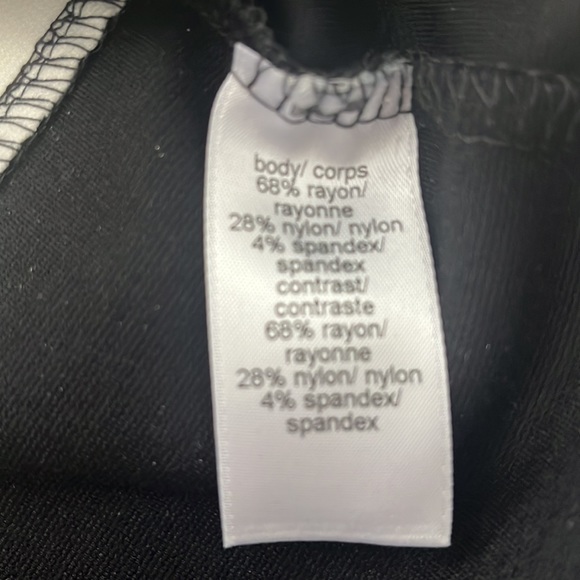 body/ corps
68% rayon/
rayonne
28% nylon/ nylon
4% spandex/
spandex
contrast/
contraste
68% rayon/
rayonne
28% nylon/ nylon
4% spandex/
spandex